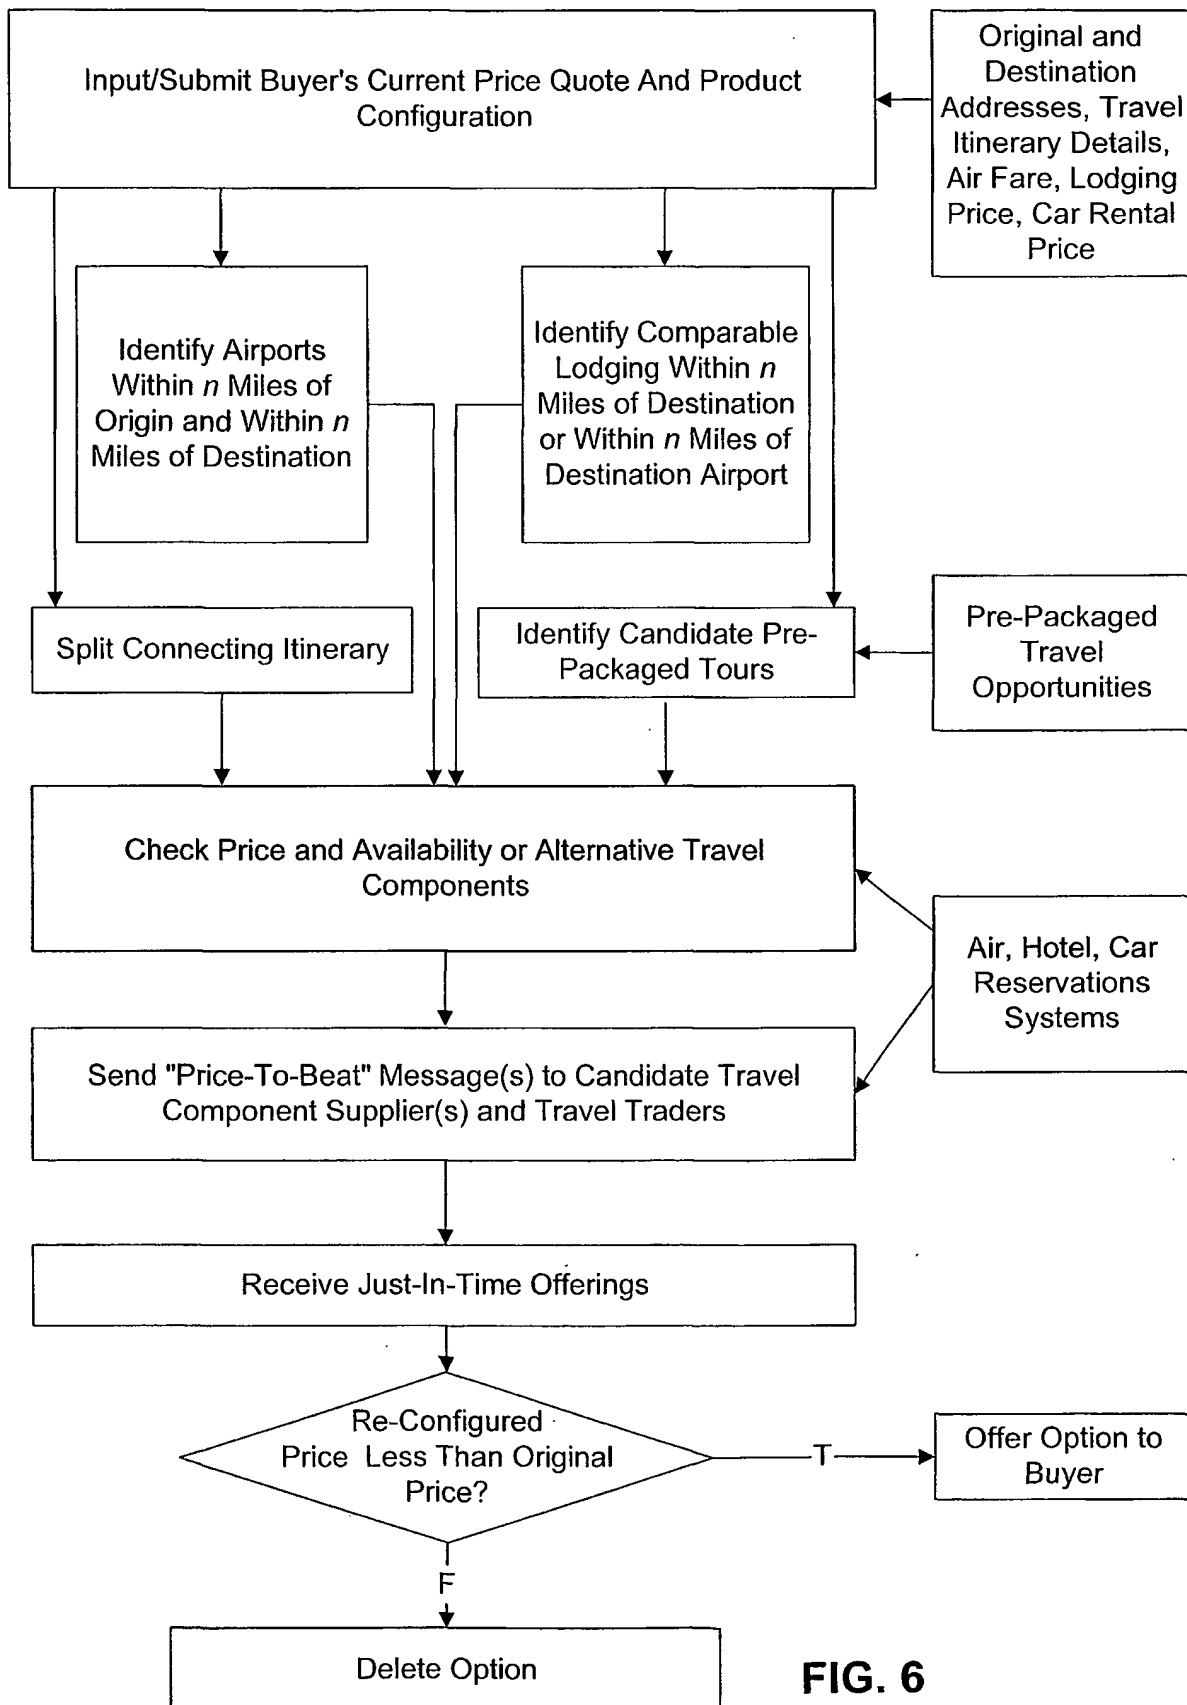 Input/Submit Buyer's Current Price Quote And Product
Configuration
Original and
Destination
Addresses, Travel
Itinerary Details,
Air Fare, Lodging
Price, Car Rental
Price
Identify Airports
Within n Miles of
Origin and Within n
Miles of Destination
Identify Comparable
Lodging Within n
Miles of Destination
or Within n Miles of
Destination Airport
Split Connecting Itinerary
Identify Candidate Pre-
Packaged Tours
Pre-Packaged
Travel
Opportunities
Check Price and Availability or Alternative Travel
Components
Air, Hotel, Car
Reservations
Systems
Send "Price-To-Beat" Message(s) to Candidate Travel
Component Supplier(s) and Travel Traders
Receive Just-In-Time Offerings
Re-Configured
Price Less Than Original
Price?
T
Offer Option to
Buyer
F
Delete Option
FIG. 6